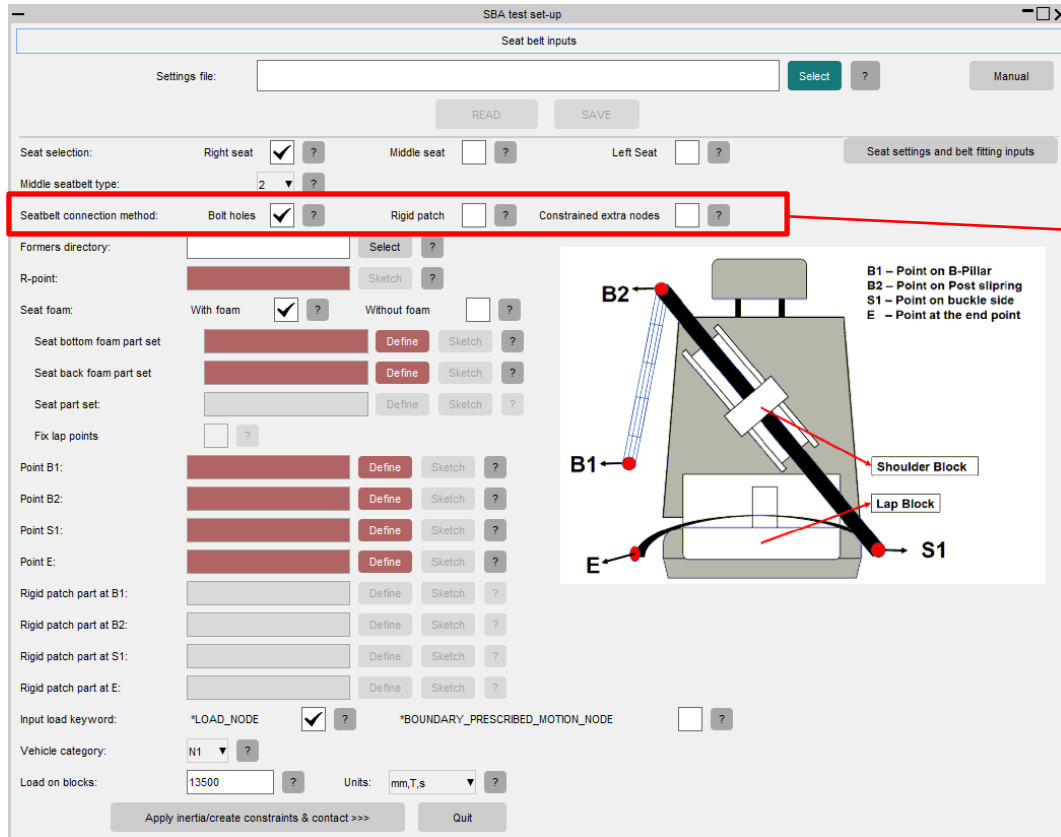 SBA test set-up
Seat belt inputs
Settings file: Select ? Manual
READ SAVE
Seat selection: Right seat ? Middle seat ? Left Seat ? Seat settings and belt fitting inputs
Middle seatbelt type: 2 ?
Seatbelt connection method: Bolt holes ? Rigid patch ? Constrained extra nodes ?
Formers directory: Select ?
R-point: Sketch ?
Seat foam: With foam ? Without foam ?
Seat bottom foam part set Define Sketch ?
Seat back foam part set Define Sketch ?
Seat part set: Define Sketch ?
Fix lap points ?
Point B1: Define Sketch ?
Point B2: Define Sketch ?
Point S1: Define Sketch ?
Point E: Define Sketch ?
Rigid patch part at B1: Define Sketch ?
Rigid patch part at B2: Define Sketch ?
Rigid patch part at S1: Define Sketch ?
Rigid patch part at E: Define Sketch ?
Input load keyword: *LOAD_NODE ? *BOUNDARY_PRESCRIBED_MOTION_NODE ?
Vehicle category: N1 ?
Load on blocks: 13500 ? Units: mm,T,s ?
Apply inertia/create constraints & contact >>> Quit
B1 – Point on B-Pillar
B2 – Point on Post slipring
S1 – Point on buckle side
E – Point at the end point
B2
B1
Shoulder Block
Lap Block
S1
E